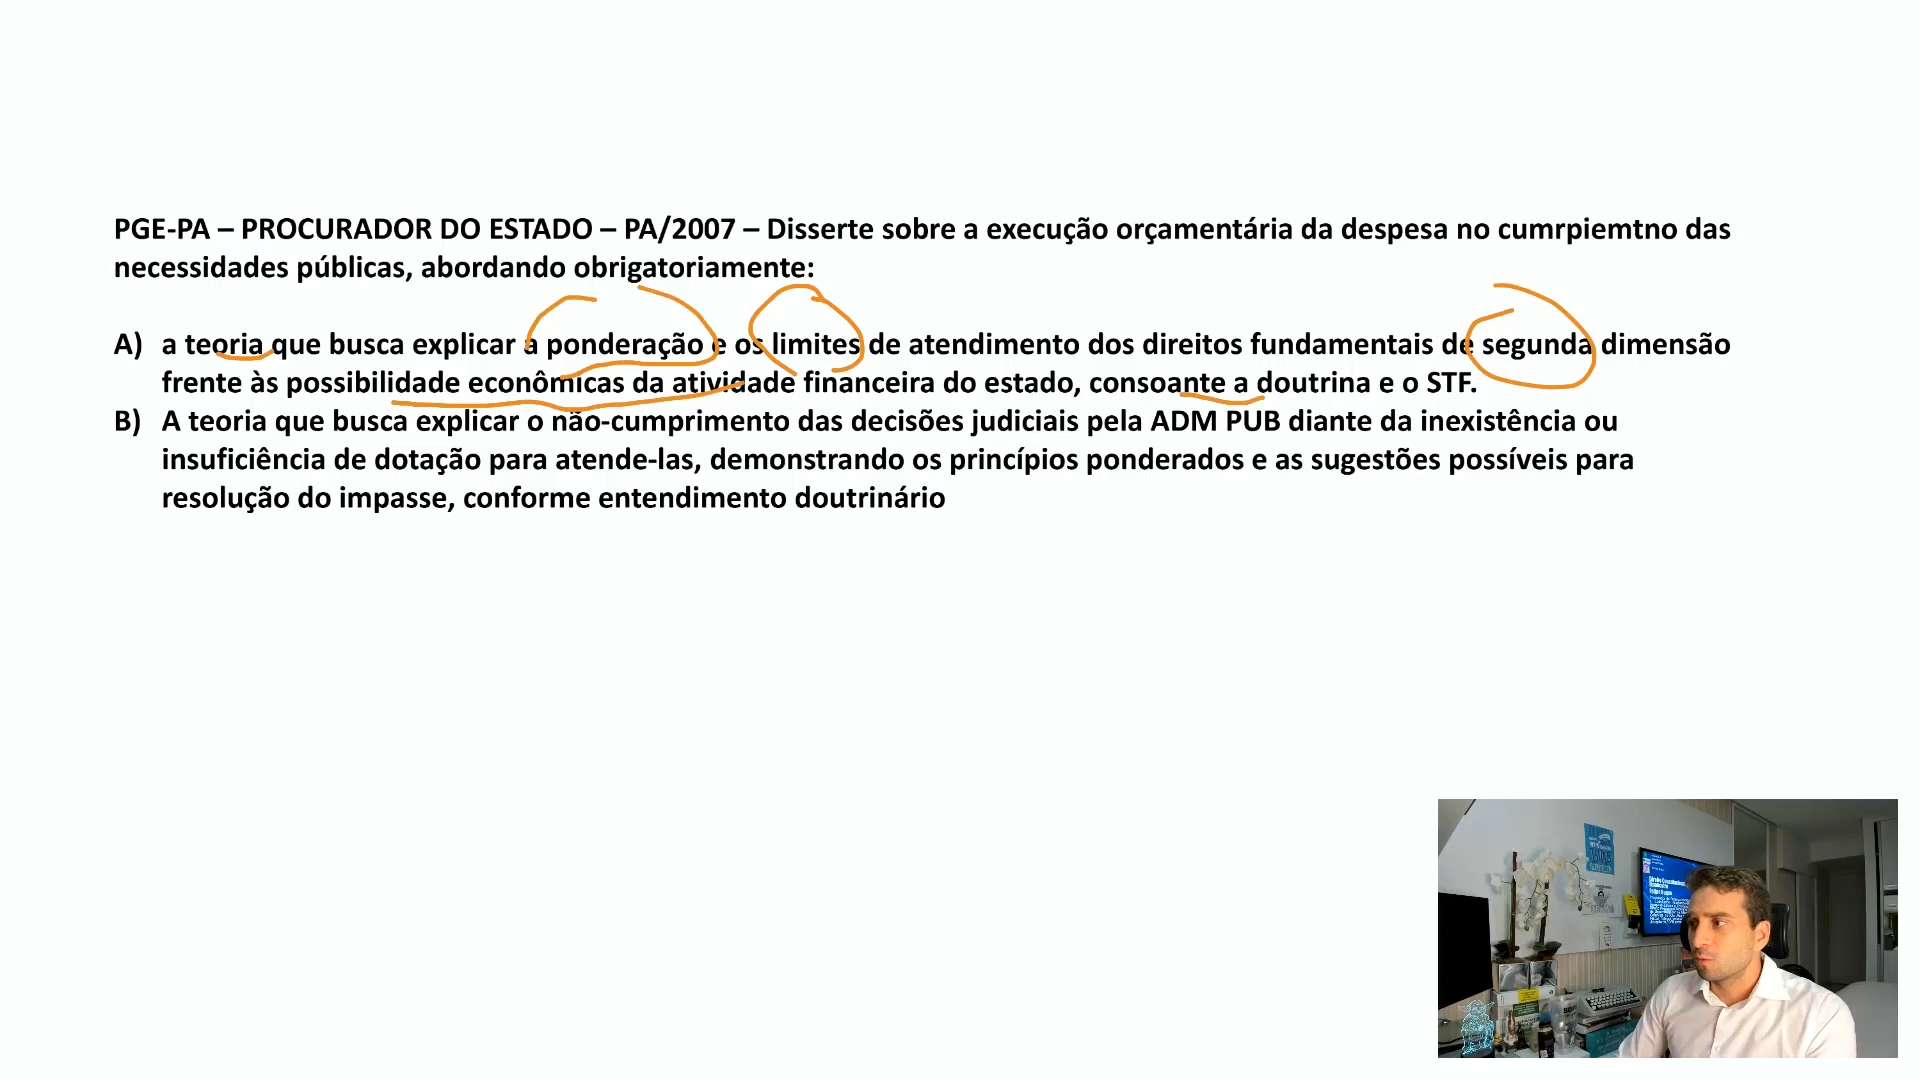 PGE-PA – PROCURADOR DO ESTADO – PA/2007 – Disserte sobre a execução orçamentária da despesa no cumrpiemtno das
necessidades públicas, abordando obrigatoriamente:
A) a teoria que busca explicar a ponderação e os limites de atendimento dos direitos fundamentais de segunda dimensão
frente às possibilidade econômicas da atividade financeira do estado, consoante a doutrina e o STF.
B) A teoria que busca explicar o não-cumprimento das decisões judiciais pela ADM PUB diante da inexistência ou
insuficiência de dotação para atende-las, demonstrando os princípios ponderados e as sugestões possíveis para
resolução do impasse, conforme entendimento doutrinário